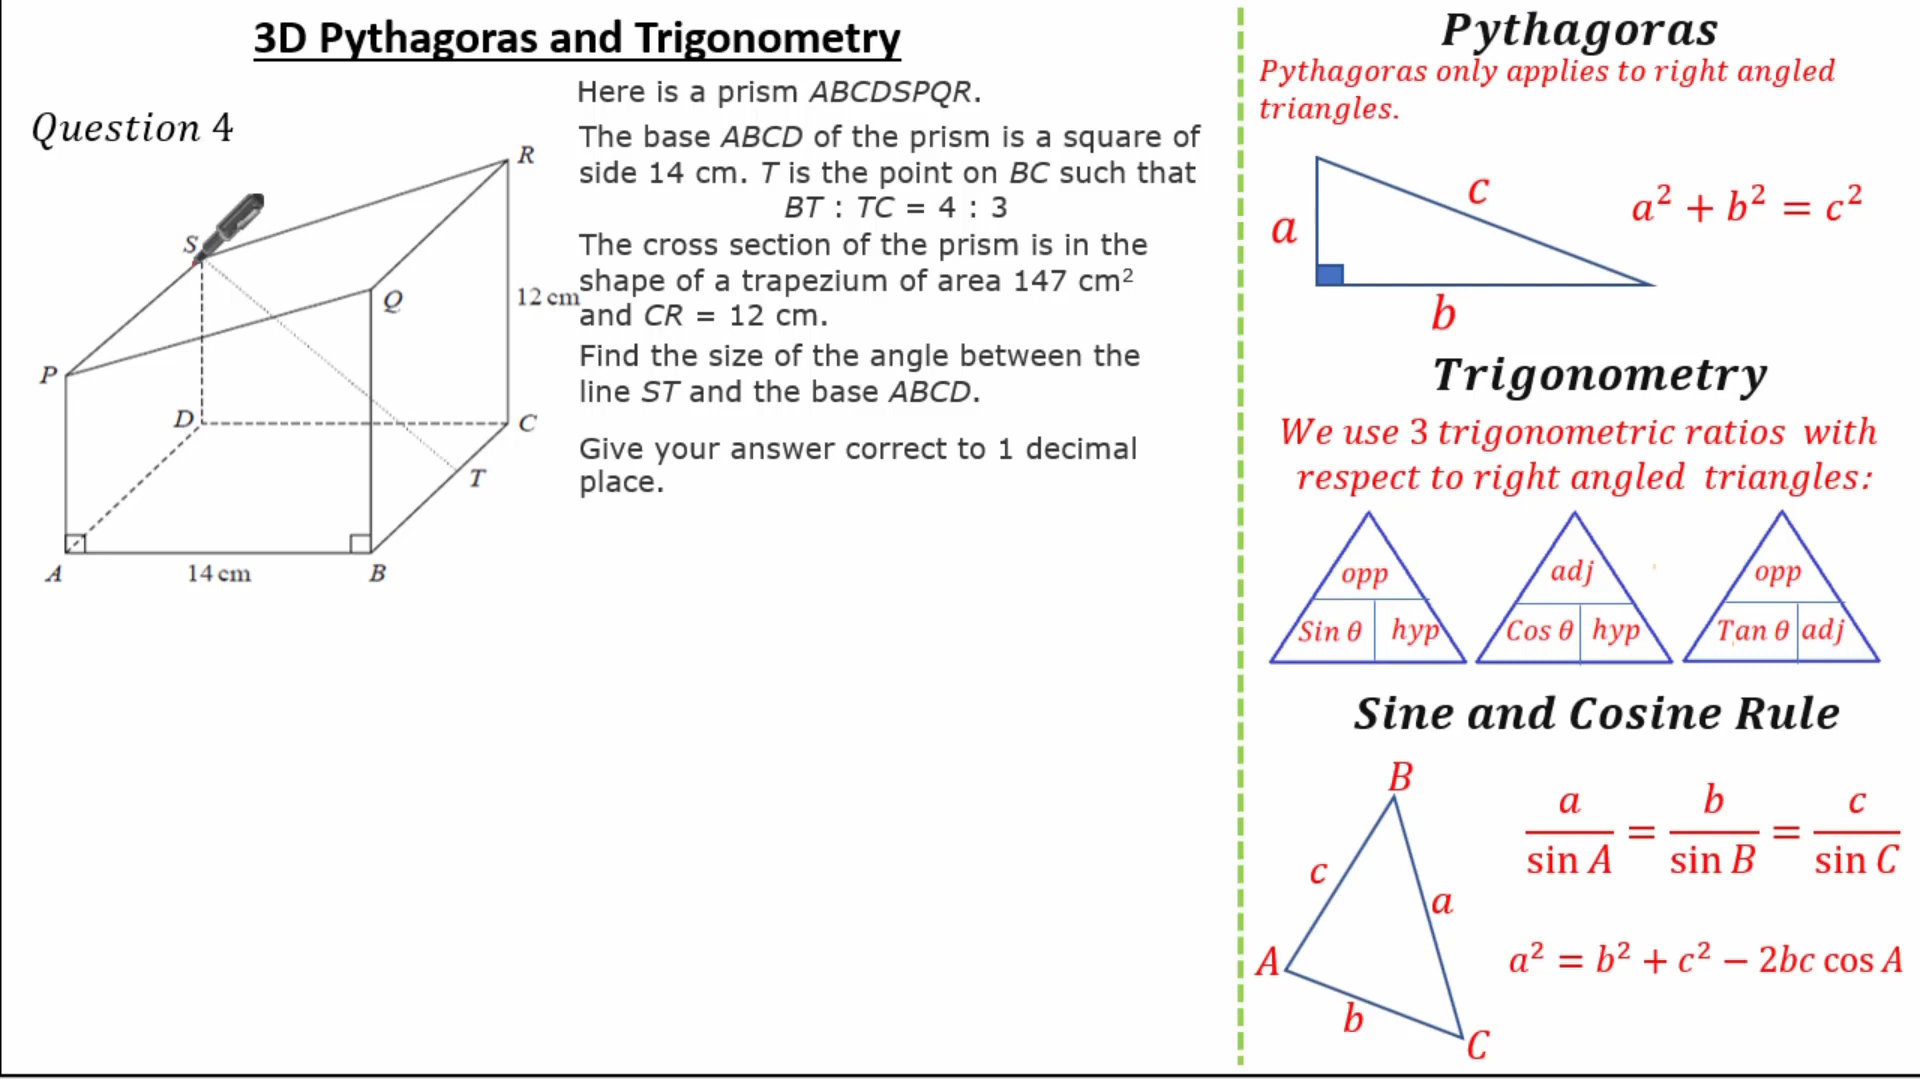 3D Pythagoras and Trigonometry
Question 4
Here is a prism ABCDSPQR.
The base ABCD of the prism is a square of
side 14 cm. T is the point on BC such that
BT : TC = 4 : 3
The cross section of the prism is in the
shape of a trapezium of area 147 cm²
and CR = 12 cm.
Find the size of the angle between the
line ST and the base ABCD.
Give your answer correct to 1 decimal
place.
R
S
Q
12 cm
P
D
C
T
A
14 cm
B
Pythagoras
Pythagoras only applies to right angled
triangles.
a
c
b
a² + b² = c²
Trigonometry
We use 3 trigonometric ratios with
respect to right angled triangles:
opp
Sin θ
hyp
adj
Cos θ
hyp
opp
Tan θ
adj
Sine and Cosine Rule
B
c
a
A
b
C
a/sin A = b/sin B = c/sin C
a² = b² + c² − 2bc cos A